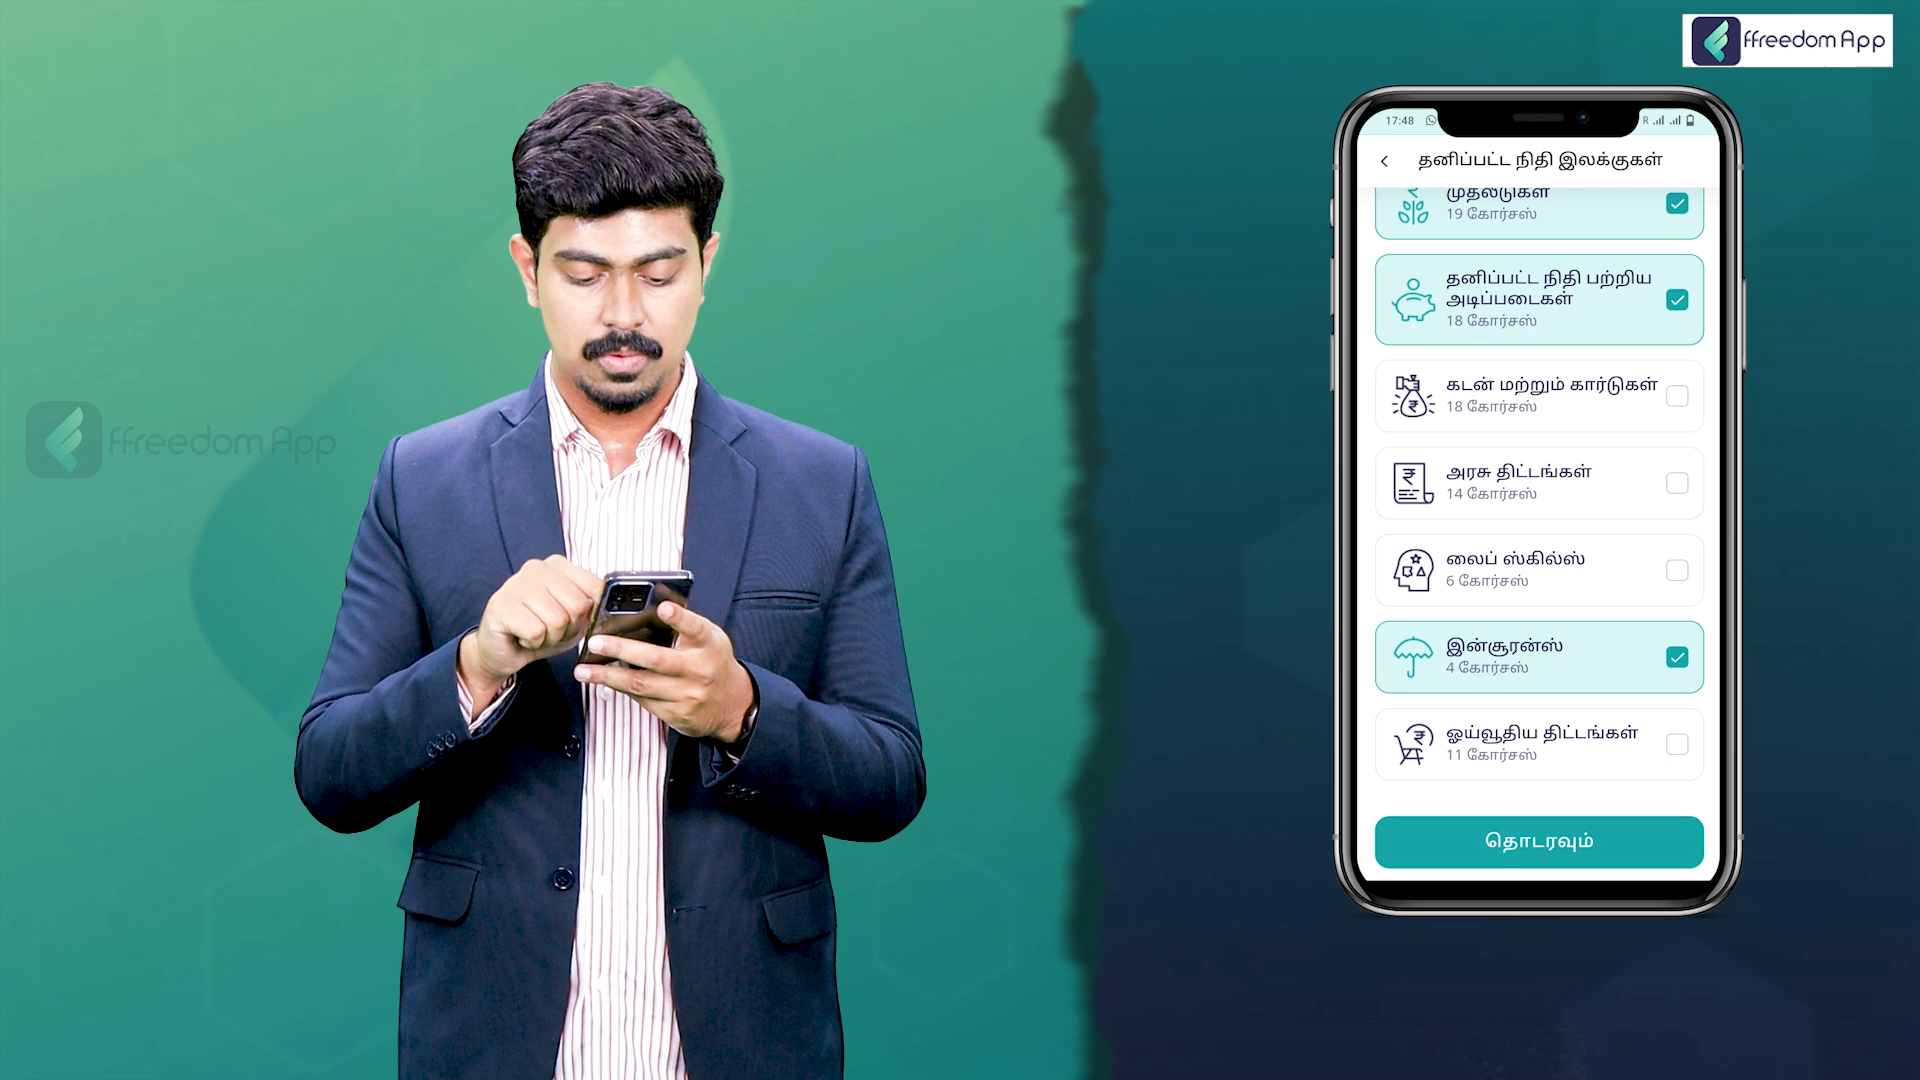 ffreedom App
ffreedom App
17:48
R
தனிப்பட்ட நிதி இலக்குகள்
முதலீடுகள்
19 கோர்சஸ்
தனிப்பட்ட நிதி பற்றிய
அடிப்படைகள்
18 கோர்சஸ்
கடன் மற்றும் கார்டுகள்
18 கோர்சஸ்
அரசு திட்டங்கள்
14 கோர்சஸ்
லைப் ஸ்கில்ஸ்
6 கோர்சஸ்
இன்சூரன்ஸ்
4 கோர்சஸ்
ஓய்வூதிய திட்டங்கள்
11 கோர்சஸ்
தொடரவும்